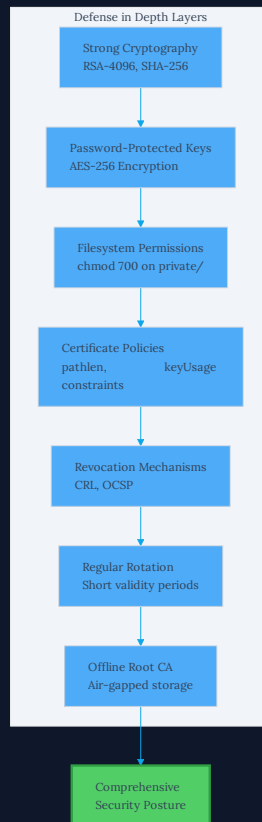 Defense in Depth Layers
Strong Cryptography
RSA-4096, SHA-256
Password-Protected Keys
AES-256 Encryption
Filesystem Permissions
chmod 700 on private/
Certificate Policies
pathlen, keyUsage
constraints
Revocation Mechanisms
CRL, OCSP
Regular Rotation
Short validity periods
Offline Root CA
Air-gapped storage
Comprehensive
Security Posture